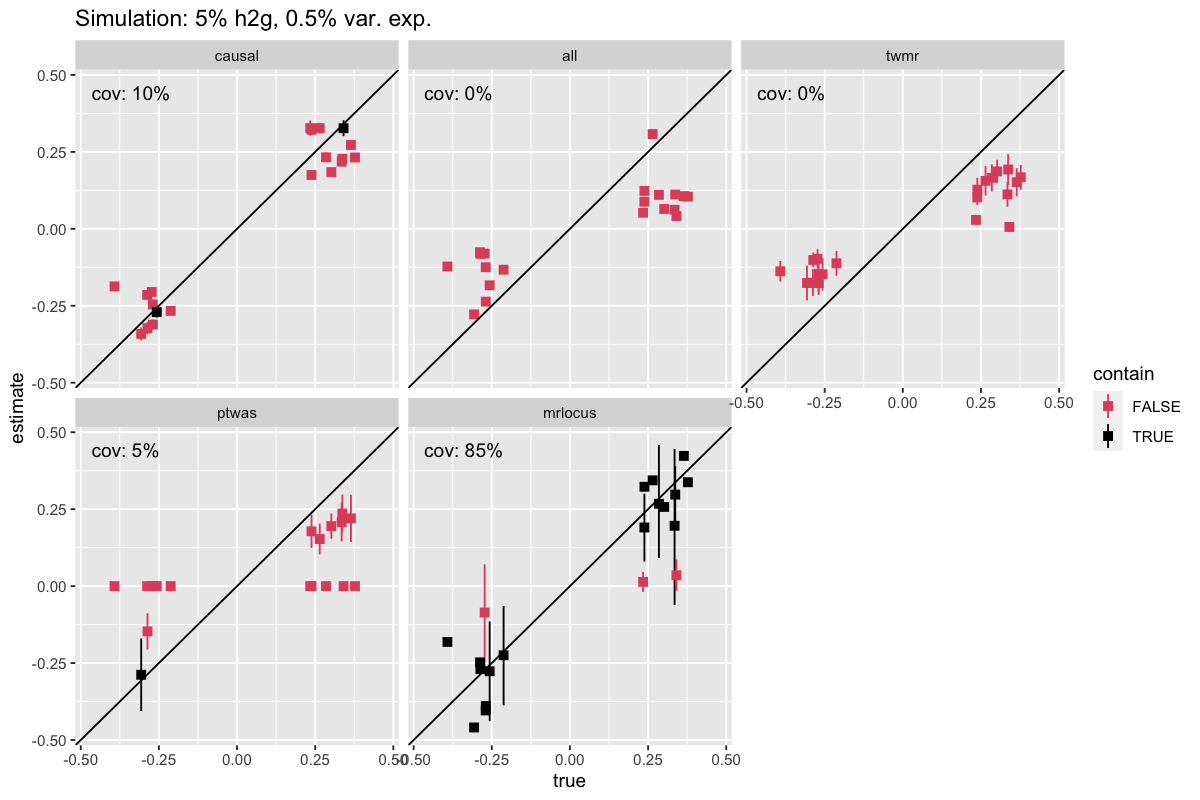 Simulation: 5% h2g, 0.5% var. exp.
causal
all
twmr
cov: 10%
cov: 0%
cov: 0%
0.50
0.25
0.00
-0.25
-0.50
-0.50
-0.25
0.00
0.25
0.50
ptwas
mrlocus
cov: 5%
cov: 85%
0.50
0.25
0.00
-0.25
-0.50
-0.50
-0.25
0.00
0.25
0.50
-0.50
-0.25
0.00
0.25
0.50
estimate
true
contain
FALSE
TRUE